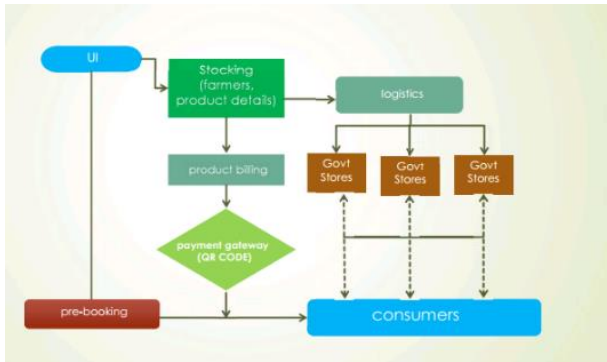 UI
Stocking
(farmers,
product details)
logistics
product billing
Govt
Stores
Govt
Stores
Govt
Stores
payment gateway
(QR CODE)
pre-booking
consumers